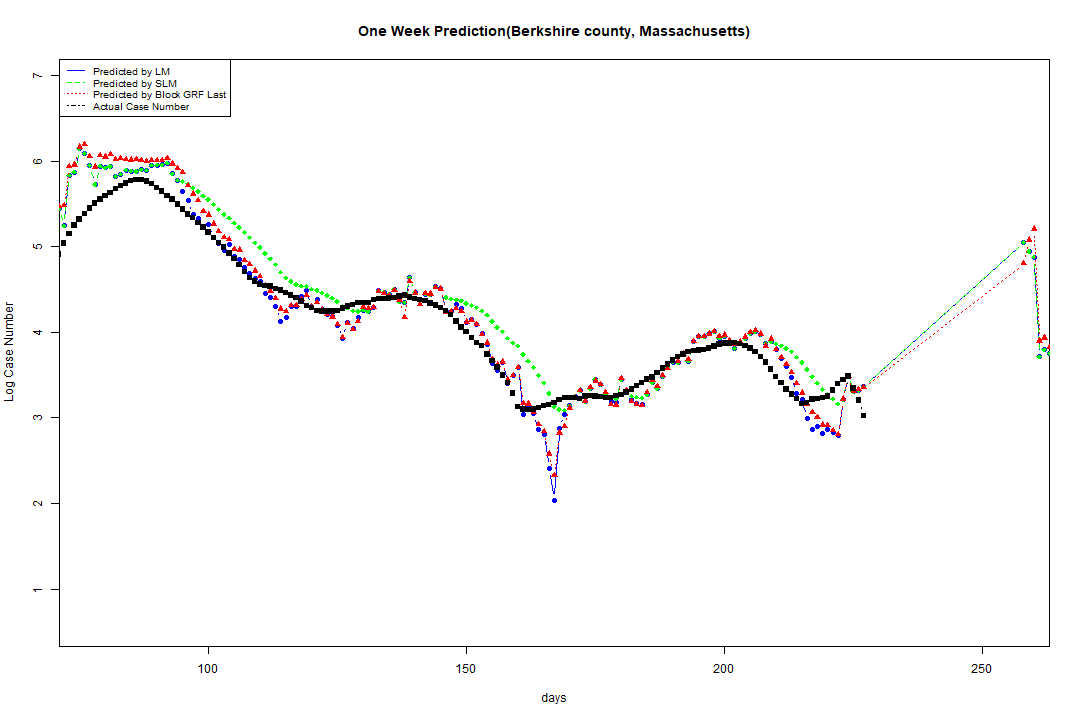 One Week Prediction(Berkshire county, Massachusetts)
Predicted by LM
Predicted by SLM
Predicted by Block GRF Last
Actual Case Number
7
6
5
4
3
2
1
Log Case Number
100 150 200 250
days